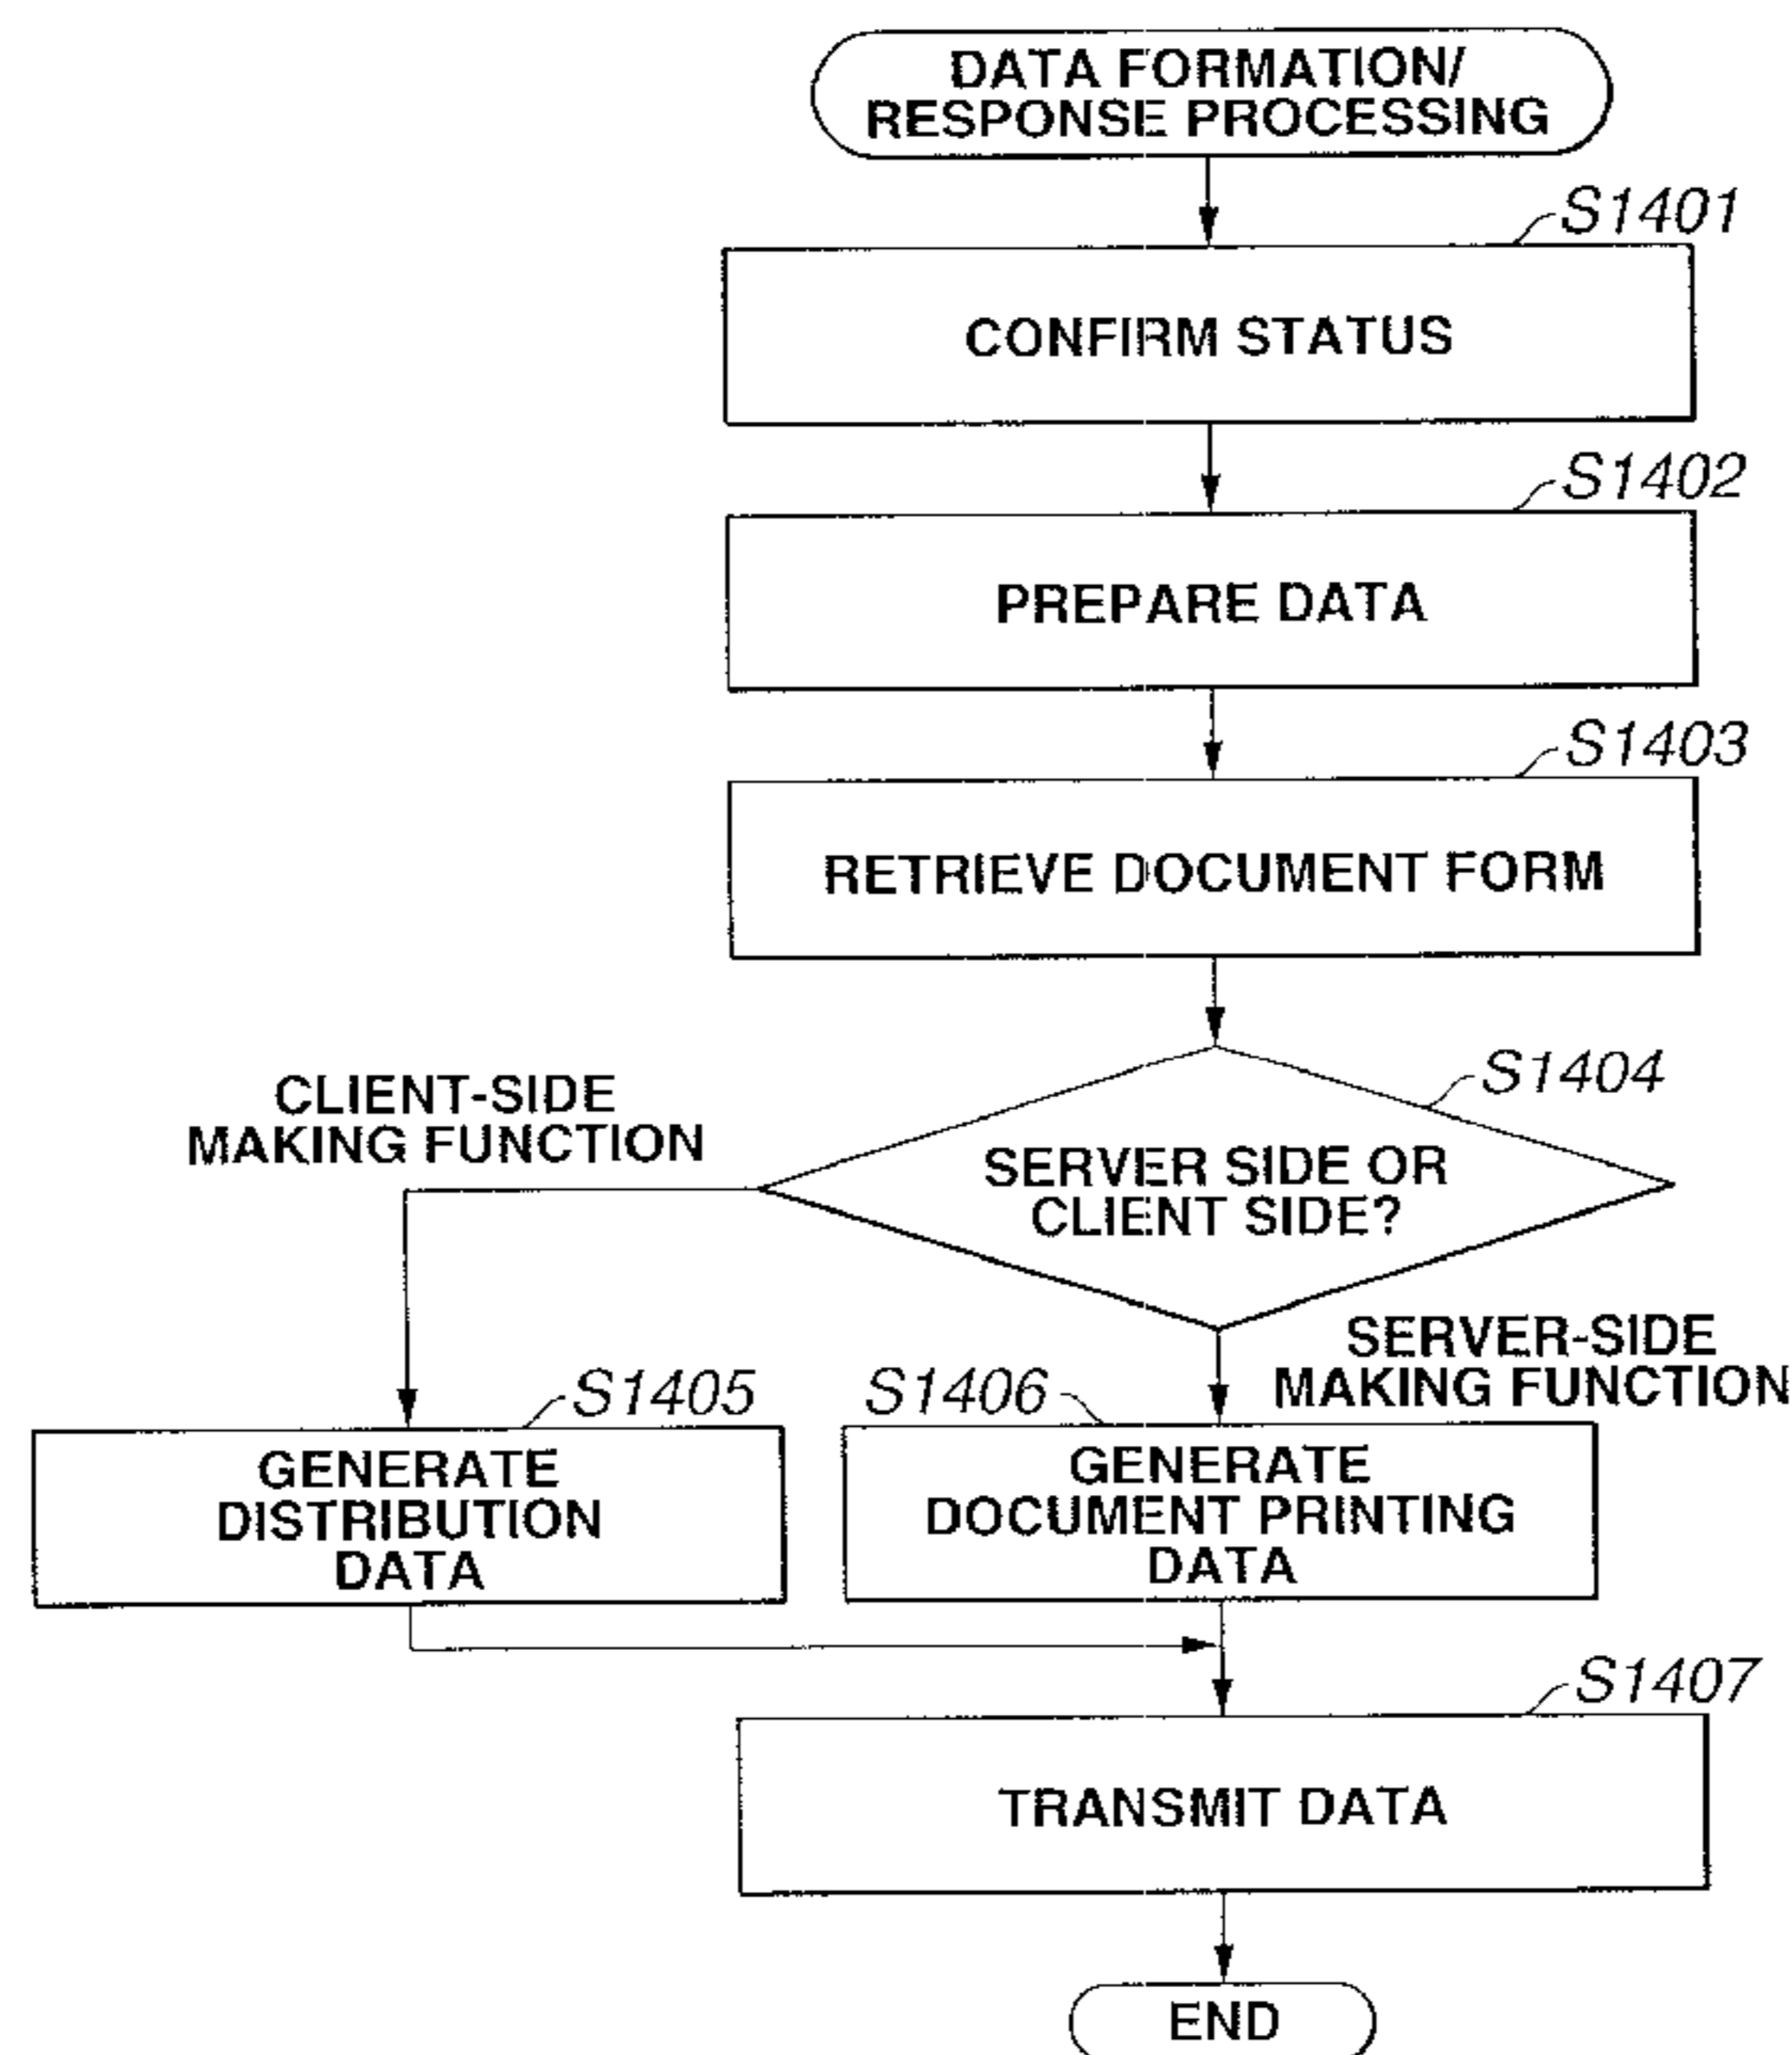 DATA FORMATION/
RESPONSE PROCESSING
S1401
CONFIRM STATUS
S1402
PREPARE DATA
S1403
RETRIEVE DOCUMENT FORM
S1404
SERVER SIDE OR
CLIENT SIDE?
CLIENT-SIDE
MAKING FUNCTION
SERVER-SIDE
MAKING FUNCTION
S1405
GENERATE
DISTRIBUTION
DATA
S1406
GENERATE
DOCUMENT PRINTING
DATA
S1407
TRANSMIT DATA
END